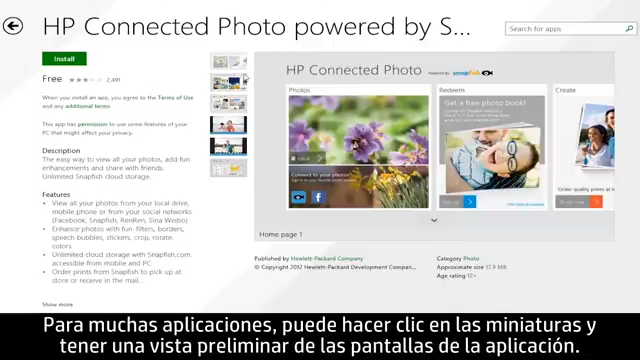 HP Connected Photo powered by S...
Search for apps
Install
Free 2,491
When you install an app, you agree to the Terms of Use
and any additional terms.
This app has permission to use some features of your
PC that might affect your privacy.
Description
The easy way to view all your photos, add fun
enhancements and share with friends.
Unlimited Snapfish cloud storage.
Features
• View all your photos from your local drive,
mobile phone or from your social networks
(Facebook, Snapfish, RenRen, Sina Weibo)
• Enhance photos with fun filters, borders,
speech bubbles, stickers, crop, rotate,
colors
• Unlimited cloud storage with Snapfish.com
accessible from mobile and PC
• Order prints from Snapfish to pick up at
store or receive in the mail...
Show more
HP Connected Photo Powered by snapfish
Photos
Connect to your photos
Redeem
Get a free photo book!
Create
Order quality prints
Home page 1
Published by Hewlett-Packard Company
© Copyright 2012 Hewlett-Packard Development Compan...
Category Photo
Approximate size 17.9 MB
Age rating 12+
Para muchas aplicaciones, puede hacer clic en las miniaturas y
tener una vista preliminar de las pantallas de la aplicación.